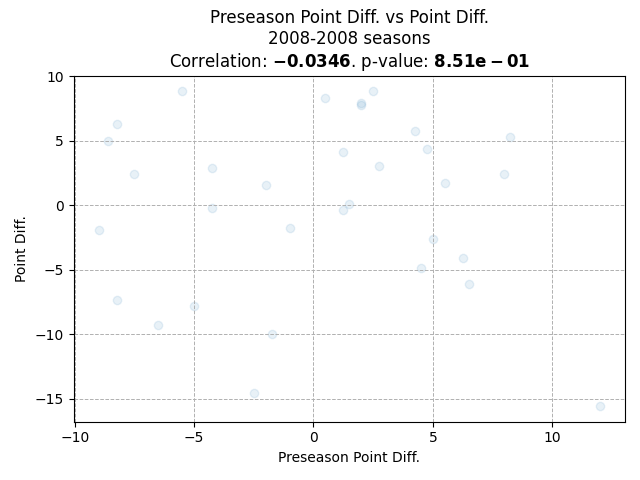 Preseason Point Diff. vs Point Diff.
2008-2008 seasons
Correlation: −0.0346. p-value: 8.51e − 01
10
5
0
−5
−10
−15
Point Diff.
−10
−5
0
5
10
Preseason Point Diff.